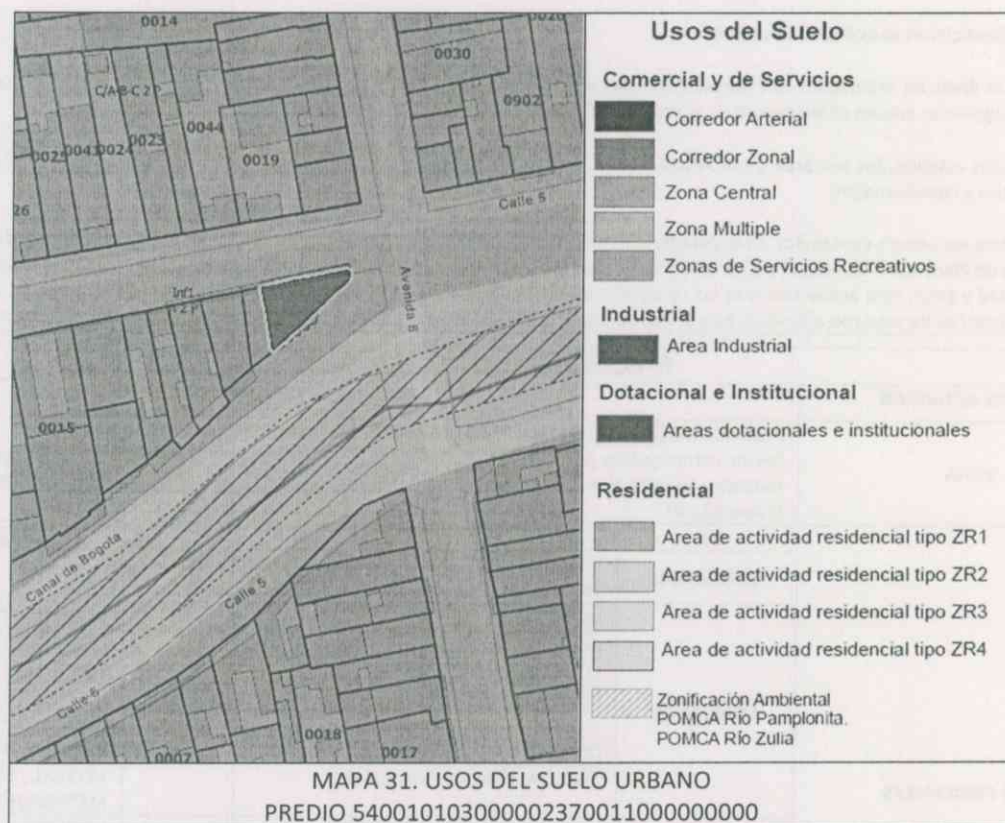 0014
0030
0020
C/A-B-C 2 P
0902
0044
0023
0024
0041
0025
0019
26
Calle 5
Avenida 8
Inf1
0015
Canal de Bogota
Calle 5
Calle 6
0007
0018
0017
Usos del Suelo
Comercial y de Servicios
Corredor Arterial
Corredor Zonal
Zona Central
Zona Multiple
Zonas de Servicios Recreativos
Industrial
Area Industrial
Dotacional e Institucional
Areas dotacionales e institucionales
Residencial
Area de actividad residencial tipo ZR1
Area de actividad residencial tipo ZR2
Area de actividad residencial tipo ZR3
Area de actividad residencial tipo ZR4
Zonificación Ambiental
POMCA Río Pamplonita.
POMCA Río Zulia
MAPA 31. USOS DEL SUELO URBANO
PREDIO 540010103000002370011000000000